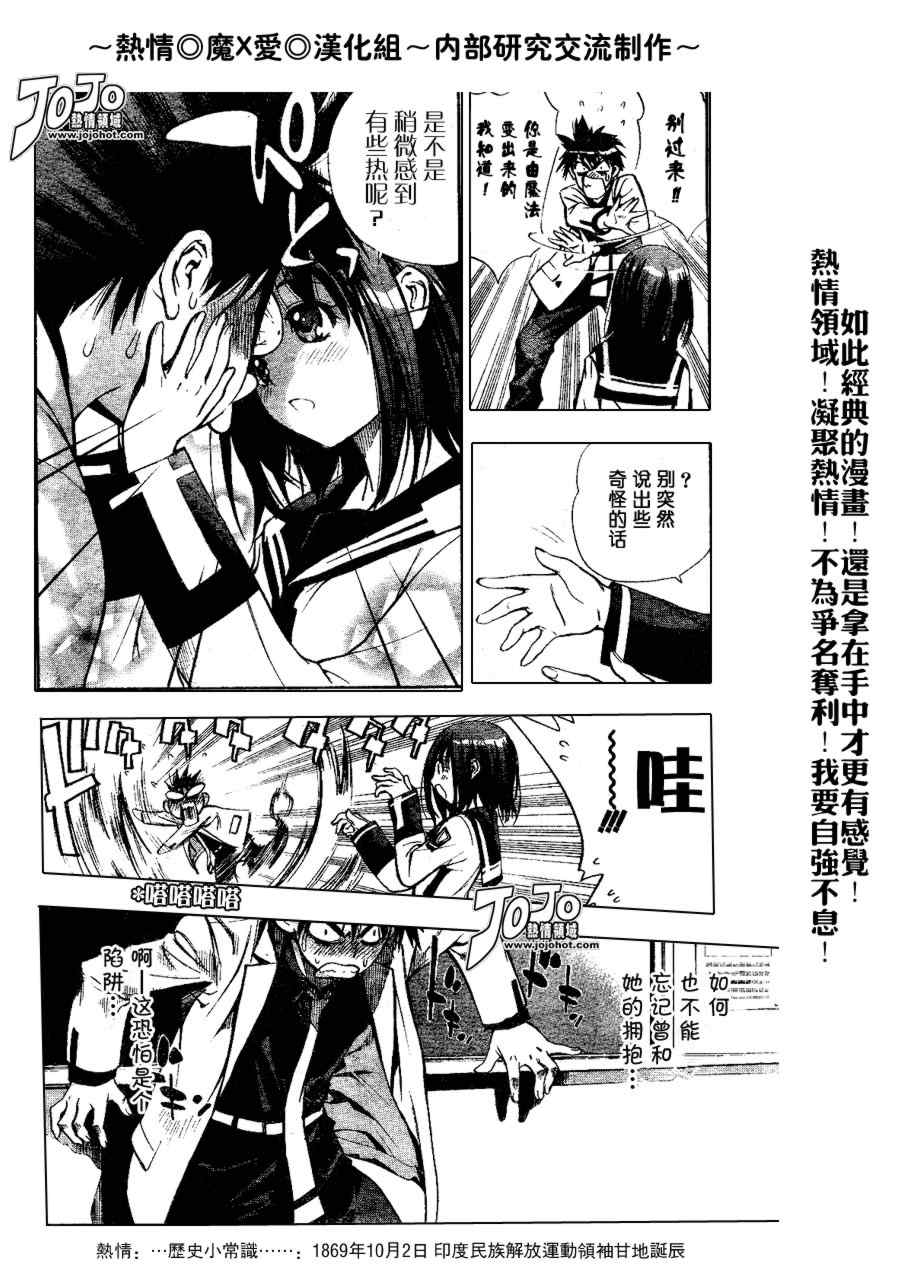 ～熱情◎魔X愛◎漢化組～内部研究交流制作～
JOJO
熱情領域
www.jojohot.com
别过来!!
你是由魔法
变出来的
我知道！
是不是
稍微感到
有些热呢？
？
别突然
说出些
奇怪的话
哇
*嗒嗒嗒嗒
JOJO
熱情領域
www.jojohot.com
如何
也不能
忘记曾和
她的拥抱…
ドキ
ドキ
啊—这恐怕是个
陷阱…
如此經典的漫畫！還是拿在手中才更有感覺！
熱情領域！凝聚熱情！不為爭名奪利！我要自強不息！
熱情：…歷史小常識……：1869年10月2日 印度民族解放運動領袖甘地誕辰